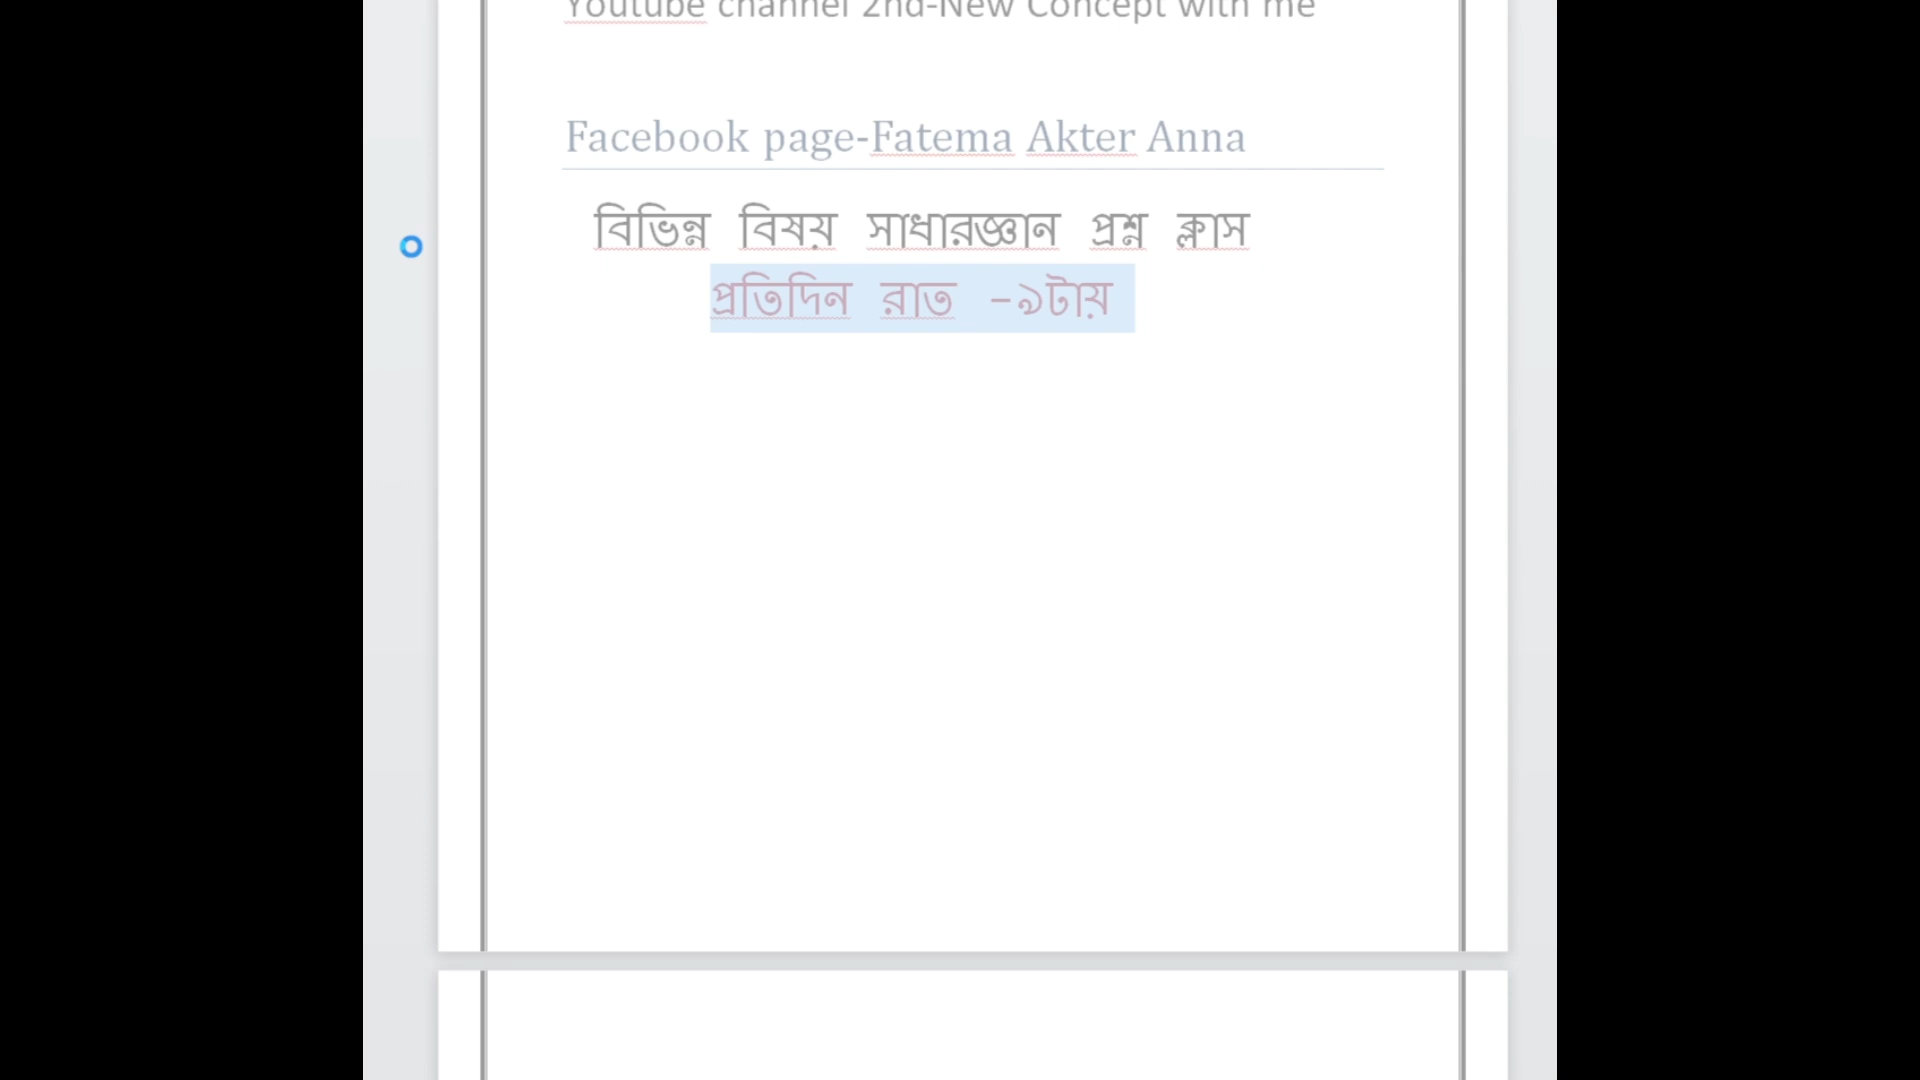 Youtube channel 2nd-New Concept with me
Facebook page-Fatema Akter Anna
বিভিন্ন বিষয় সাধারজ্ঞান প্রশ্ন ক্লাস
প্রতিদিন রাত –৯টায়